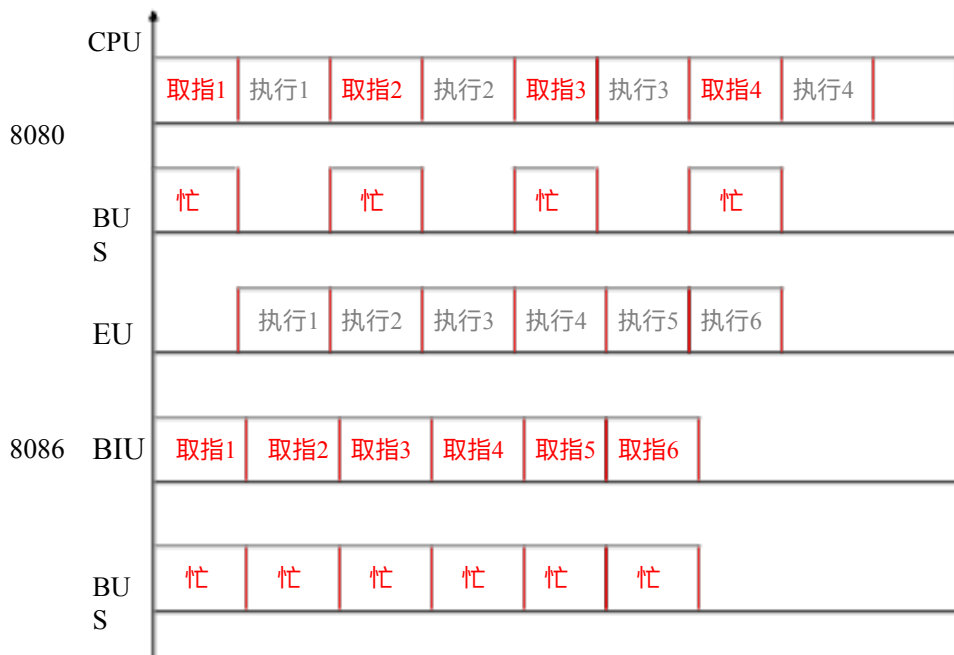 CPU
取指1 执行1 取指2 执行2 取指3 执行3 取指4 执行4
8080
忙 忙 忙 忙
BU
S
执行1 执行2 执行3 执行4 执行5 执行6
EU
8086 BIU 取指1 取指2 取指3 取指4 取指5 取指6
忙 忙 忙 忙 忙 忙
BU
S